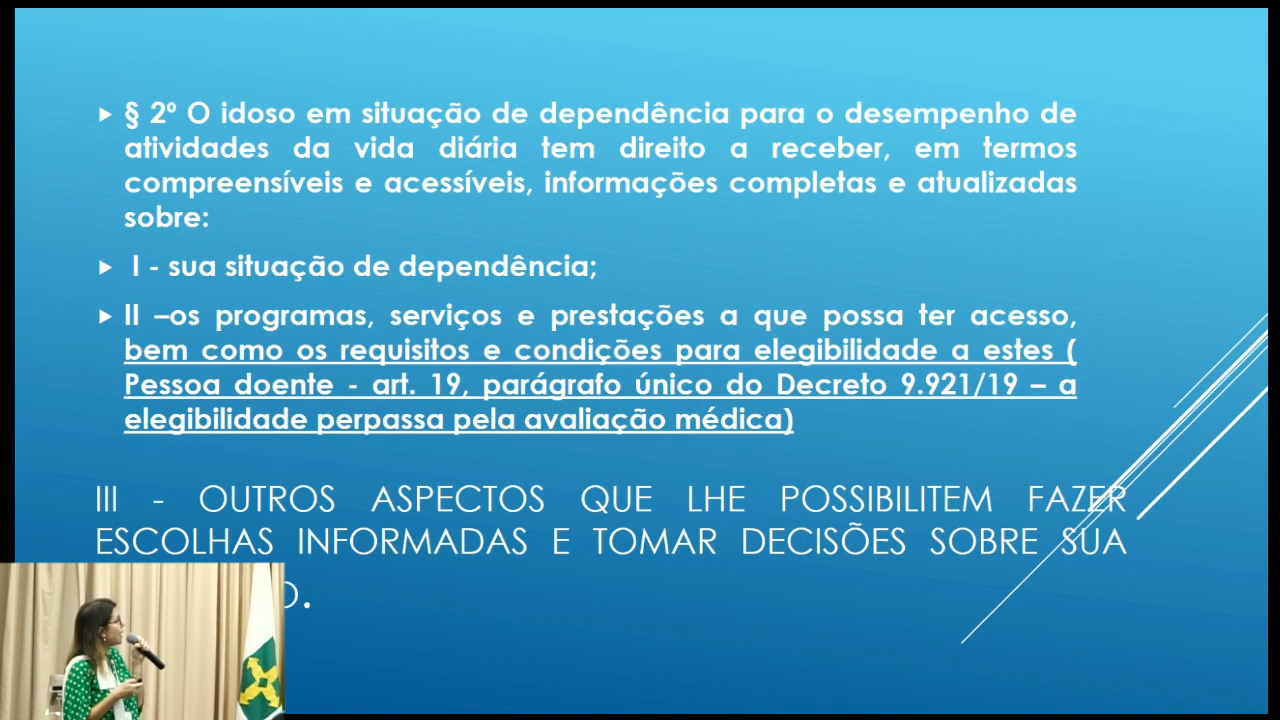 § 2º O idoso em situação de dependência para o desempenho de
atividades da vida diária tem direito a receber, em termos
compreensíveis e acessíveis, informações completas e atualizadas
sobre:
I - sua situação de dependência;
II –os programas, serviços e prestações a que possa ter acesso,
bem como os requisitos e condições para elegibilidade a estes (
Pessoa doente - art. 19, parágrafo único do Decreto 9.921/19 – a
elegibilidade perpassa pela avaliação médica)
III - OUTROS ASPECTOS QUE LHE POSSIBILITEM FAZER
ESCOLHAS INFORMADAS E TOMAR DECISÕES SOBRE SUA